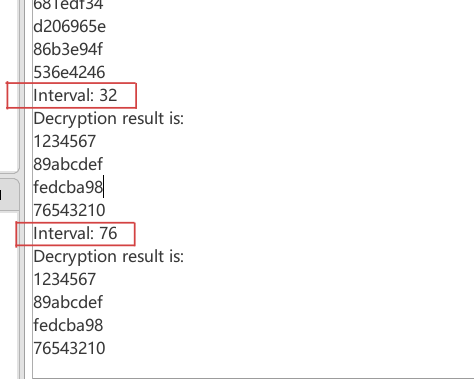 681edf34
d206965e
86b3e94f
536e4246
Interval: 32
Decryption result is:
1234567
89abcdef
fedcba98
76543210
Interval: 76
Decryption result is:
1234567
89abcdef
fedcba98
76543210